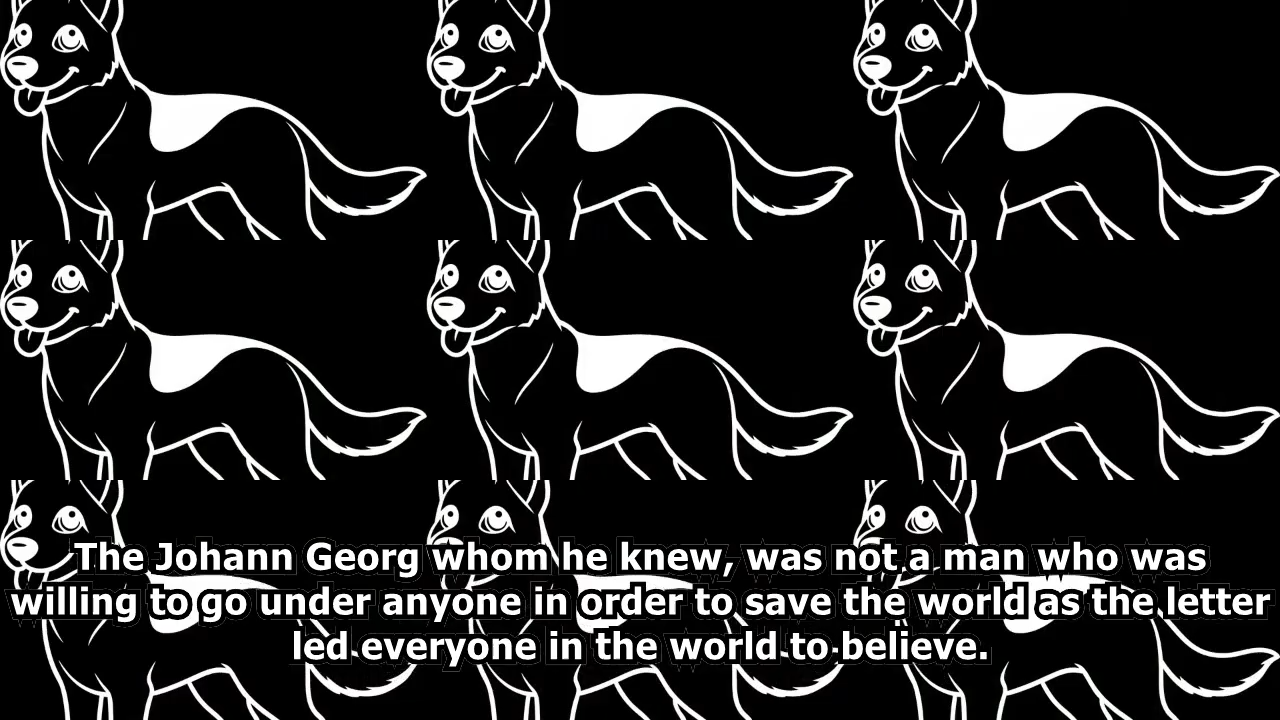 The Johann Georg whom he knew, was not a man who was
willing to go under anyone in order to save the world as the letter
led everyone in the world to believe.